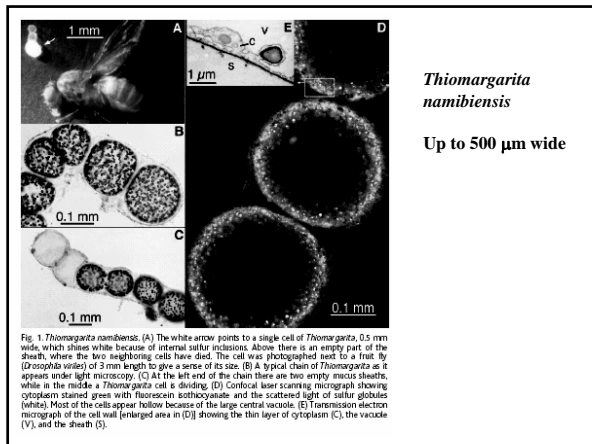 A
1 mm
E
V
C
S
1 µm
D
B
0.1 mm
C
0.1 mm
0.1 mm
Fig. 1. Thiomargarita namibiensis. (A) The white arrow points to a single cell of Thiomargarita, 0.5 mm
wide, which shines white because of internal sulfur inclusions. Above there is an empty part of the
sheath, where the two neighboring cells have died. The cell was photographed next to a fruit fly
(Drosophila viriles) of 3 mm length to give a sense of its size. (B) A typical chain of Thiomargarita as it
appears under light microscopy. (C) At the left end of the chain there are two empty mucus sheaths,
while in the middle a Thiomargarita cell is dividing. (D) Confocal laser scanning micrograph showing
cytoplasm stained green with fluorescein isothiocyanate and the scattered light of sulfur globules
(white). Most of the cells appear hollow because of the large central vacuole. (E) Transmission electron
micrograph of the cell wall [enlarged area in (D)] showing the thin layer of cytoplasm (C), the vacuole
(V), and the sheath (S).
Thiomargarita
namibiensis
Up to 500 µm wide